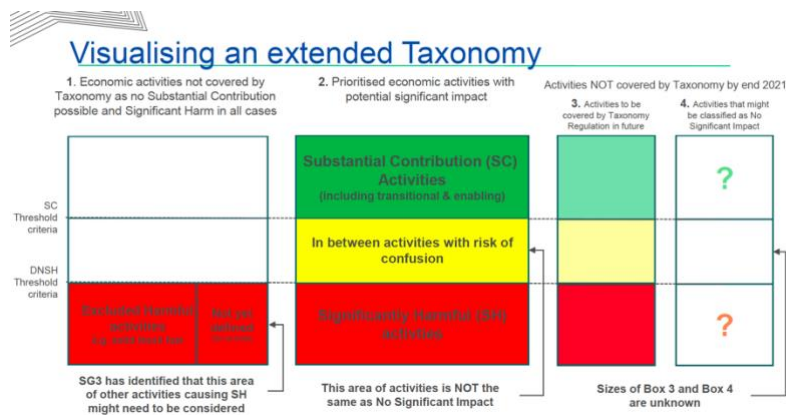 Visualising an extended Taxonomy
1. Economic activities not covered by
Taxonomy as no Substantial Contribution
possible and Significant Harm in all cases
2. Prioritised economic activities with
potential significant impact
Activities NOT covered by Taxonomy by end 2021
3. Activities to be
covered by Taxonomy
Regulation in future
4. Activities that might
be classified as No
Significant Impact
SC
Threshold
criteria
DNSH
Threshold
criteria
Substantial Contribution (SC)
Activities
(including transitional & enabling)
In between activities with risk of
confusion
Excluded Harmful
activities
Not yet
Significantly Harmful (SH)
activities
?
?
SG3 has identified that this area
of other activities causing SH
might need to be considered
This area of activities is NOT the
same as No Significant Impact
Sizes of Box 3 and Box 4
are unknown